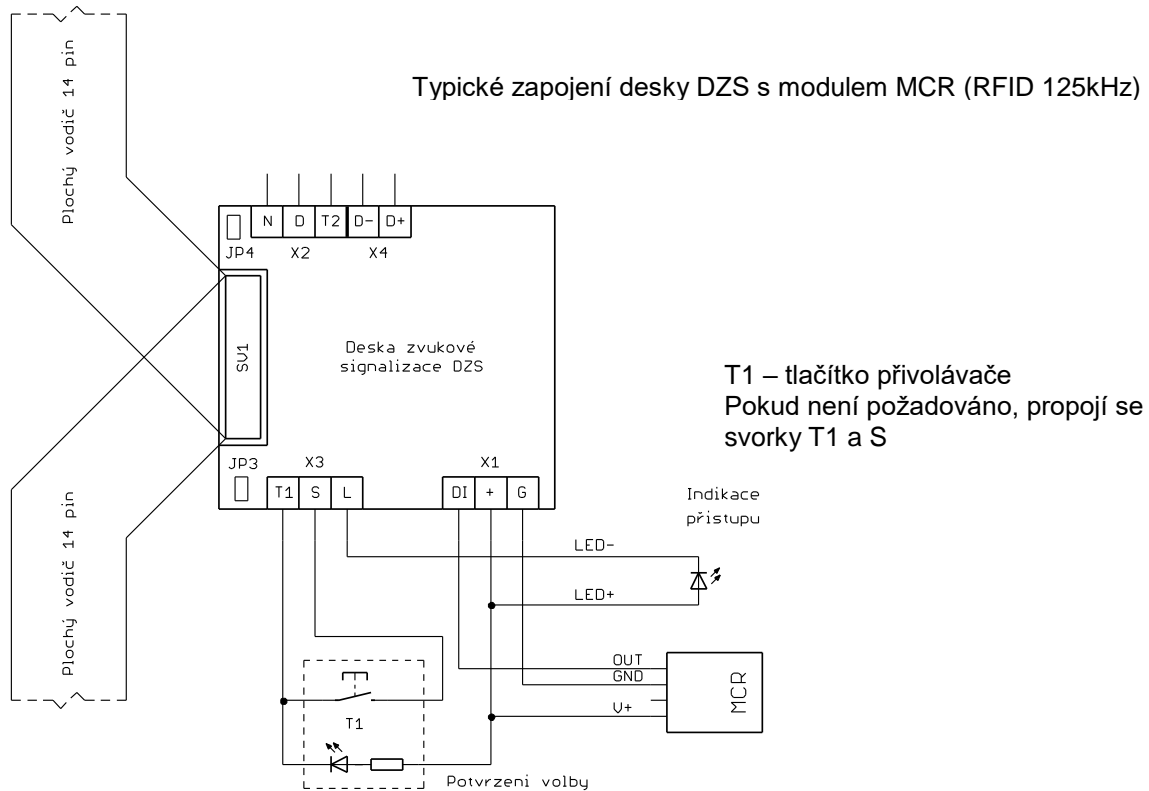 Typické zapojení desky DZS s modulem MCR (RFID 125kHz)
Plochý vodič 14 pin
N D T2 D- D+
JP4 X2 X4
SV1
Deska zvukové
signalizace DZS
T1 – tlačítko přivolávače
Pokud není požadováno, propojí se
svorky T1 a S
JP3 X3 X1
T1 S L DI + G
Indikace
přístupu
Plochý vodič 14 pin
LED-
LED+
OUT
GND
V+
MCR
T1
Potvrzeni volby